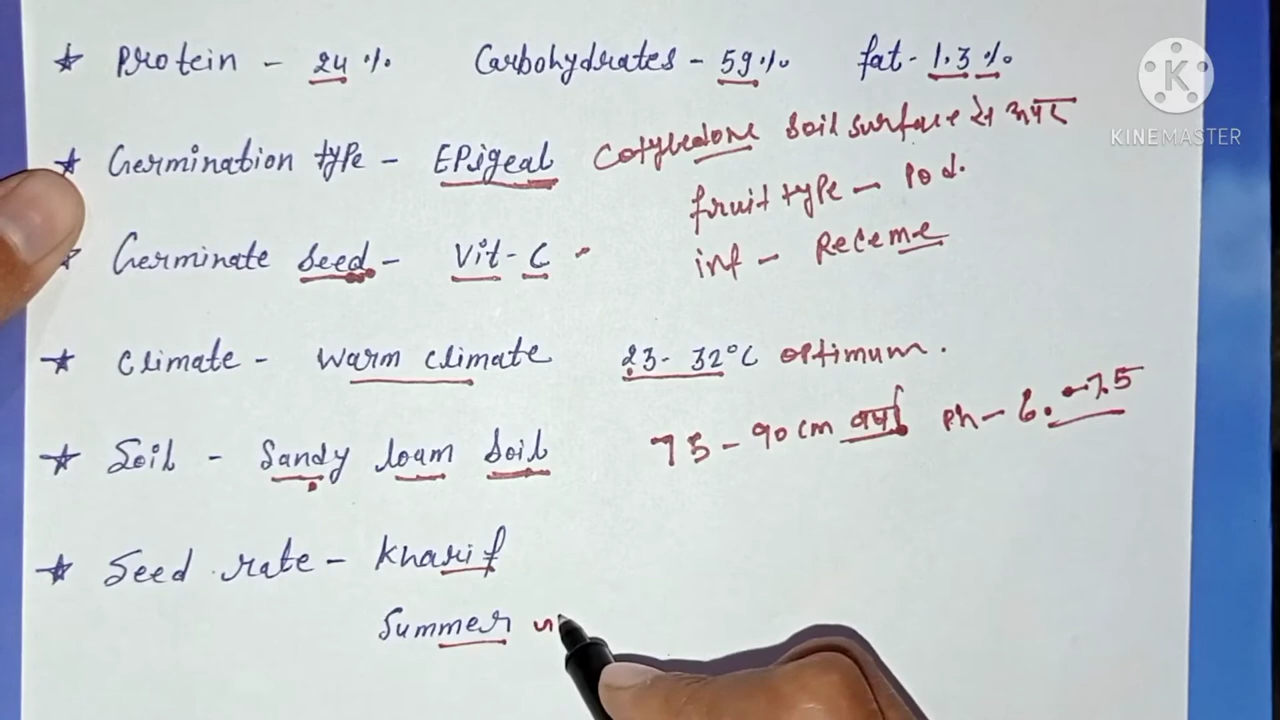 ★ Protein - 24 % Carbohydrates - 59% fat - 1.3 %
KINEMASTER
★ Germination type - EPigeal Cotyledone soil surface से ऊपर
fruit type - Pod.
★ Germinate Seed - Vit - C -
inf - Receme
★ Climate - Warm climate 23 - 32°C optimum.
★ Soil - Sandy loam Soil 75 - 90 cm वर्षा Ph - 6. - 7.5
★ Seed rate - Kharif
Summer